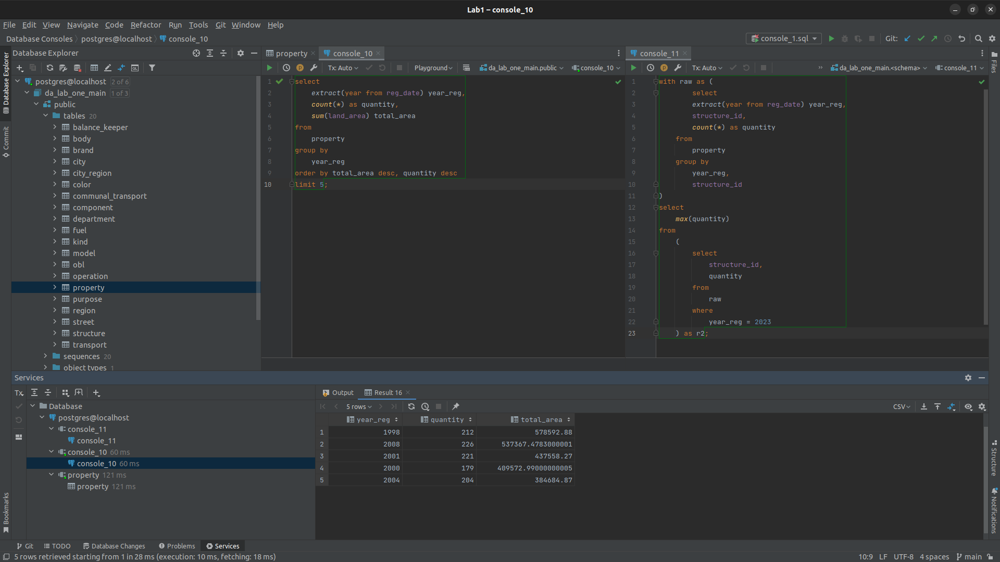 Lab1 – console_10
File Edit View Navigate Code Refactor Run Tools Git Window Help
Database Consoles postgres@localhost console_10
console_1.sql
Git:
Database Explorer
property
console_10
console_11
Database Explorer
Commit
Bookmarks
Files
Structure
Notifications
Tx: Auto
Playground
da_lab_one_main.public
console_10
Tx: Auto
da_lab_one_main.<schema>
console_11
postgres@localhost 2 of 6
da_lab_one_main 1 of 3
public
tables 20
balance_keeper
body
brand
city
city_region
color
communal_transport
component
department
fuel
kind
model
obl
operation
property
purpose
region
street
structure
transport
sequences 20
object types 1
1 select
2 extract(year from reg_date) year_reg,
3 count(*) as quantity,
4 sum(land_area) total_area
5 from
6 property
7 group by
8 year_reg
9 order by total_area desc, quantity desc
10 limit 5;
1 with raw as (
2 select
3 extract(year from reg_date) year_reg,
4 structure_id,
5 count(*) as quantity
6 from
7 property
8 group by
9 year_reg,
10 structure_id
11 )
12 select
13 max(quantity)
14 from
15 (
16 select
17 structure_id,
18 quantity
19 from
20 raw
21 where
22 year_reg = 2023
23 ) as r2;
Services
Tx
Database
postgres@localhost
console_11
console_11
console_10 60 ms
console_10 60 ms
property 121 ms
property 121 ms
Output
Result 16
5 rows
CSV
year_reg quantity total_area
1 1998 212 578592.88
2 2008 226 537367.4783000001
3 2001 221 437558.27
4 2000 179 409572.99000000005
5 2004 204 384684.87
Git TODO Database Changes Problems Services
5 rows retrieved starting from 1 in 28 ms (execution: 10 ms, fetching: 18 ms)
10:9 LF UTF-8 4 spaces main